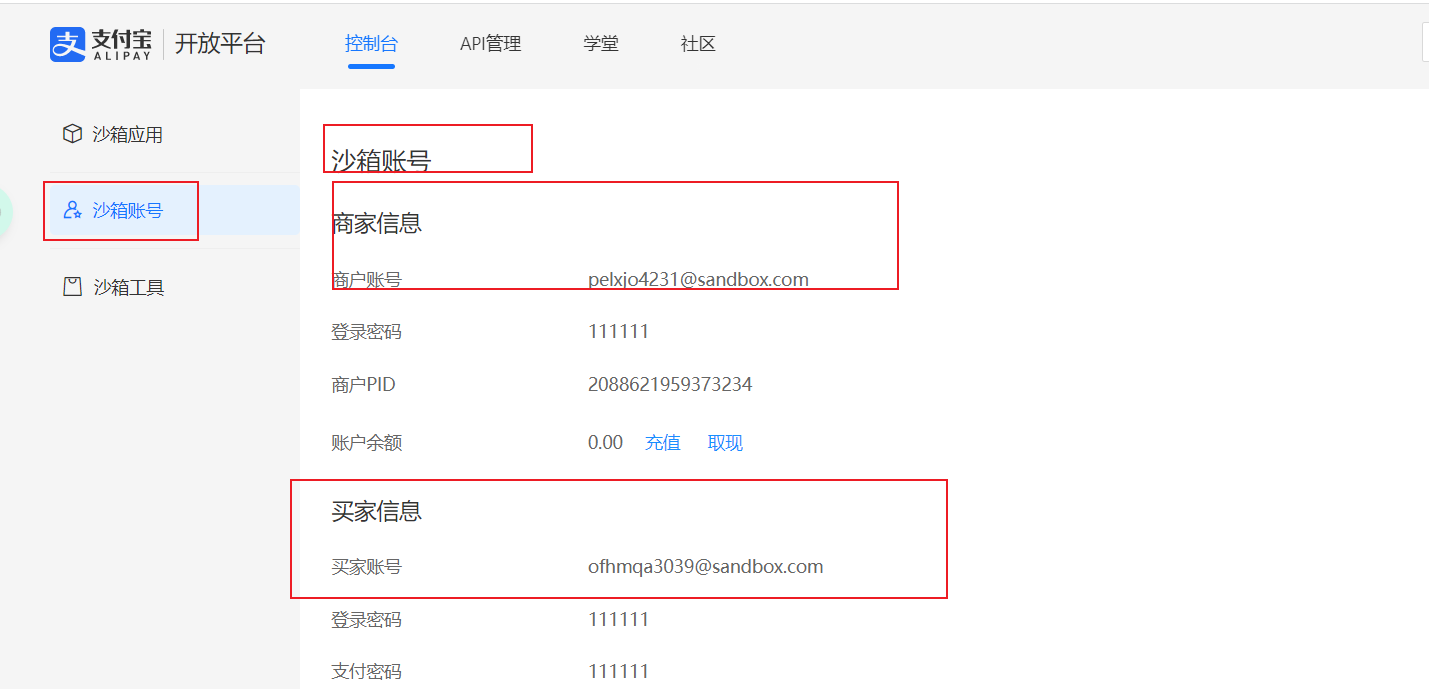 支付宝 ALIPAY 开放平台 控制台 API管理 学堂 社区
沙箱应用
沙箱账号
沙箱工具
沙箱账号
商家信息
商户账号 pelxjo4231@sandbox.com
登录密码 111111
商户PID 2088621959373234
账户余额 0.00 充值 取现
买家信息
买家账号 ofhmqa3039@sandbox.com
登录密码 111111
支付密码 111111